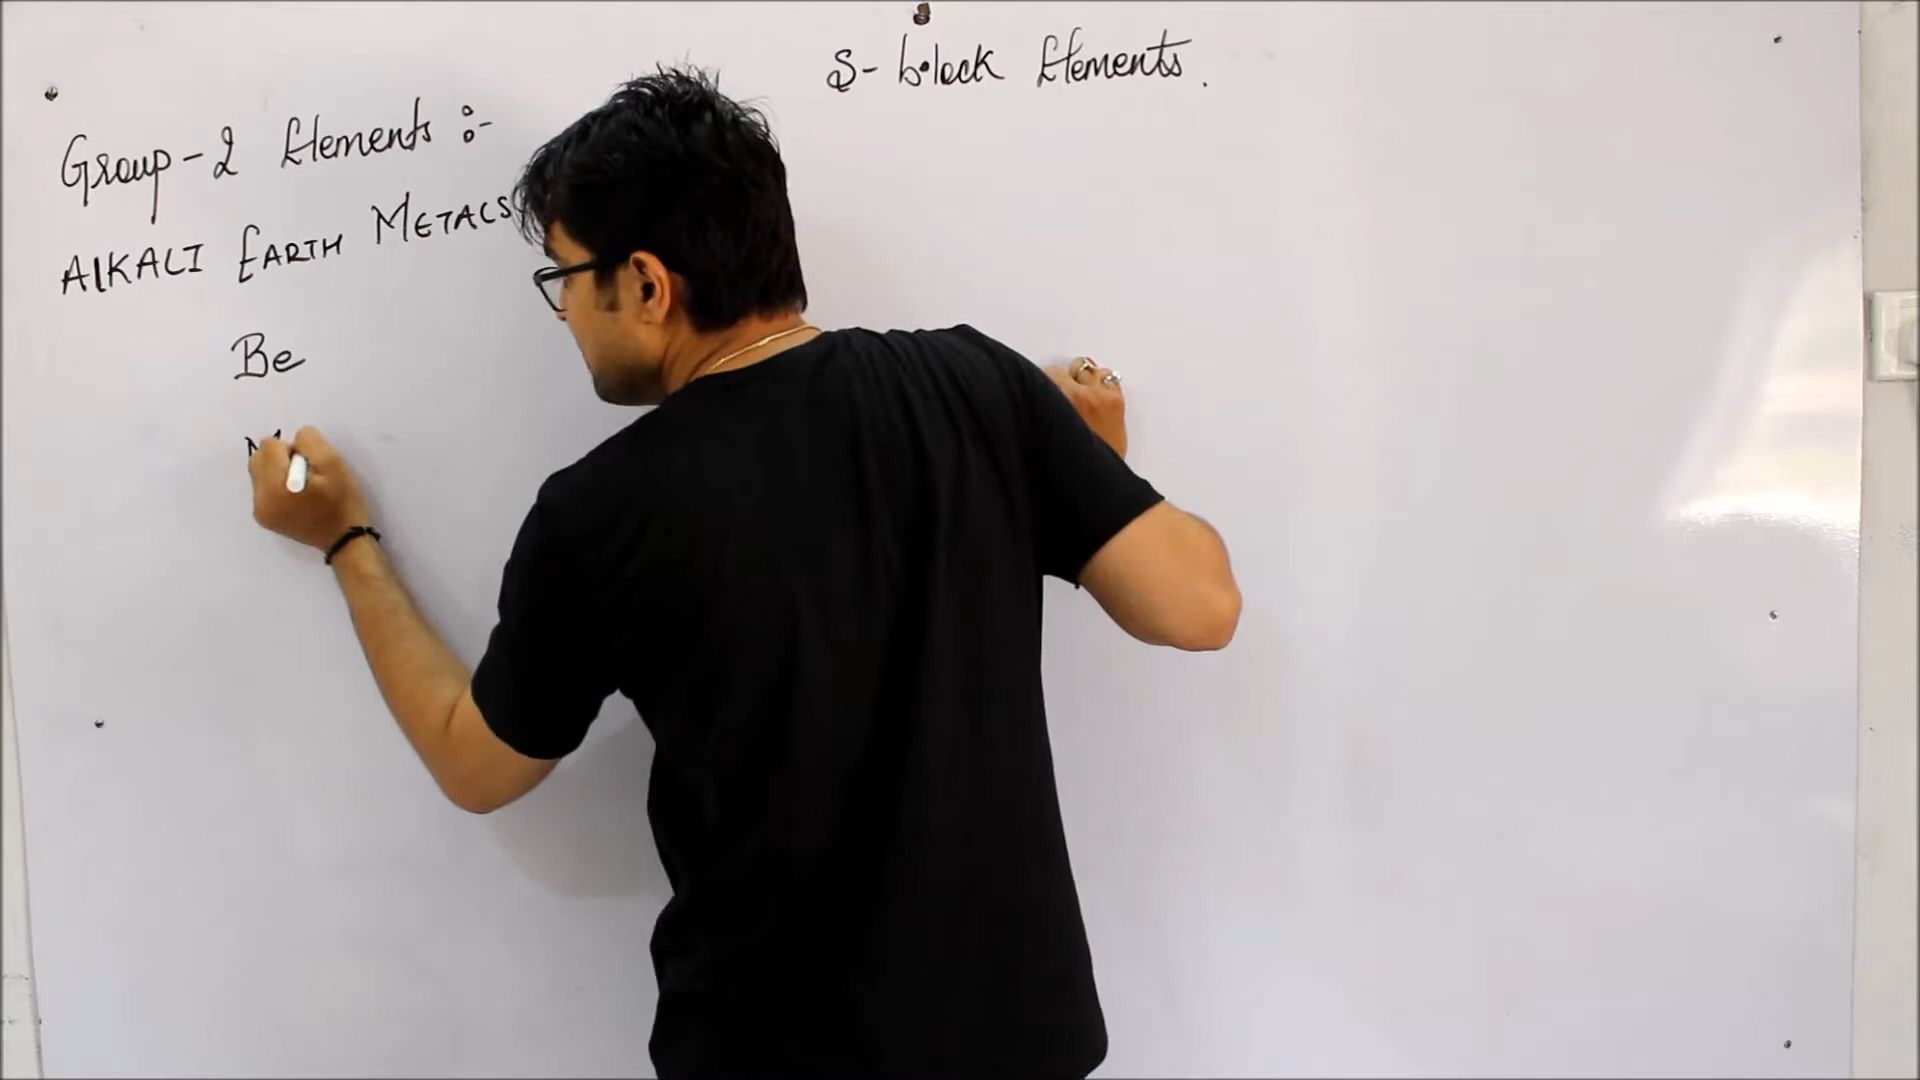 S-block Elements.
Group-2 Elements :-
AlKALI EARTH METALS
Be